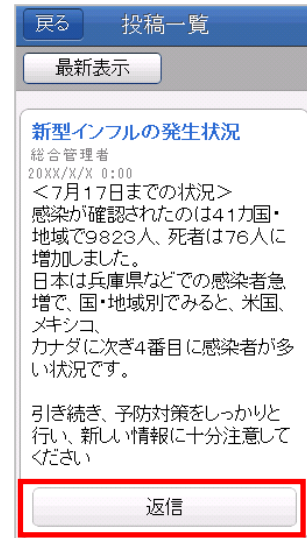 戻る 投稿一覧
最新表示
新型インフルの発生状況
総合管理者
20XX/X/X 0:00
＜7月17日までの状況＞
感染が確認されたのは41カ国・
地域で9823人、死者は76人に
増加しました。
日本は兵庫県などでの感染者急
増で、国・地域別でみると、米国、
メキシコ、
カナダに次ぎ4番目に感染者が多
い状況です。
引き続き、予防対策をしっかりと
行い、新しい情報に十分注意して
ください
返信